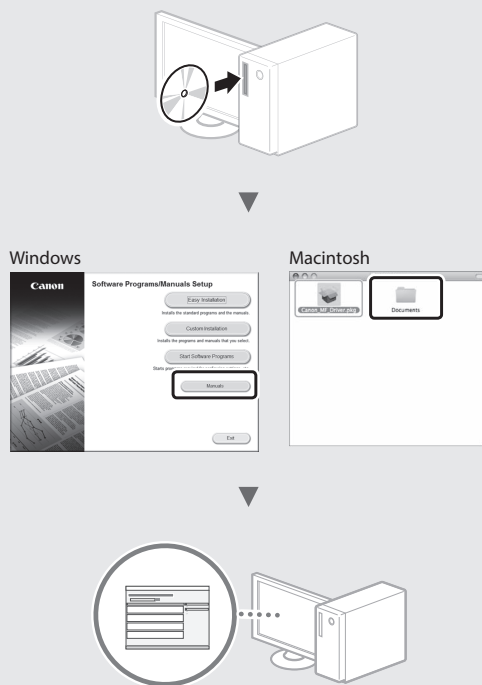 Windows
Macintosh
Canon
Software Programs/Manuals Setup
Easy Installation
Installs the standard programs and the manuals.
Custom Installation
Installs the programs and manuals that you select.
Start Software Programs
Manuals
Exit
Canon_MF_Driver.pkg
Documents